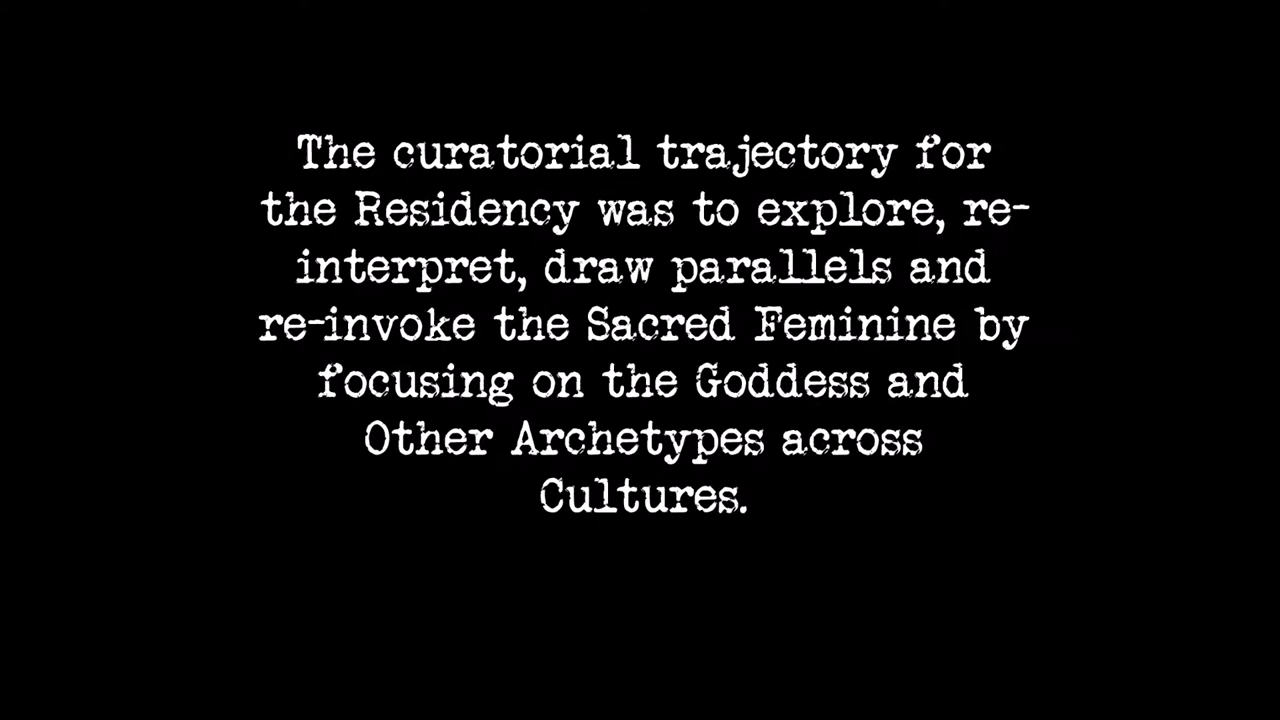 The curatorial trajectory for
the Residency was to explore, re-
interpret, draw parallels and
re-invoke the Sacred Feminine by
focusing on the Goddess and
Other Archetypes across
Cultures.